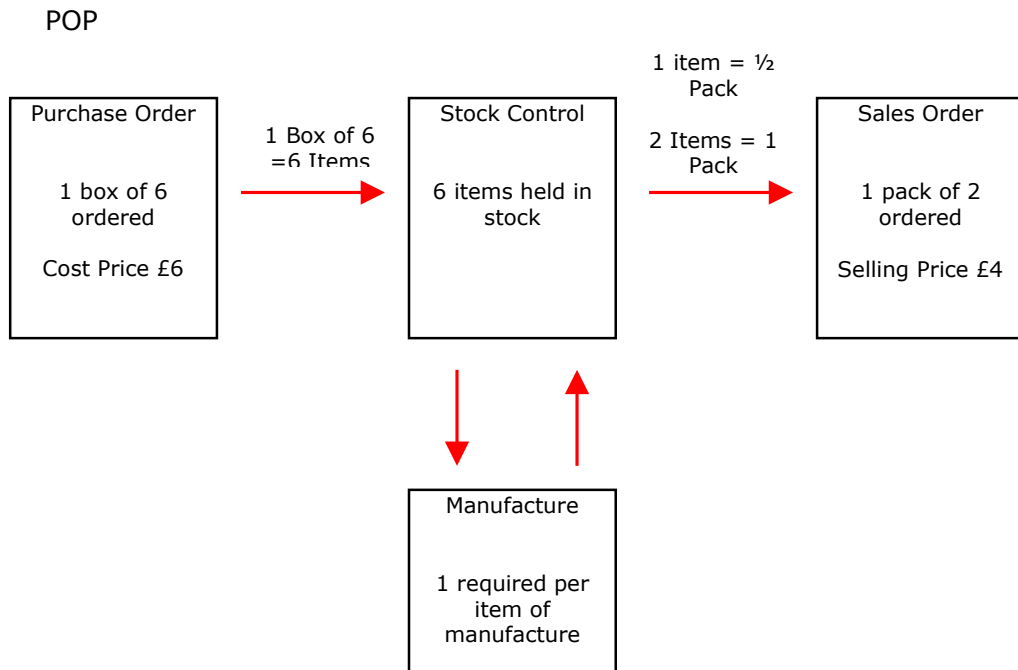 POP
Purchase Order
1 box of 6
ordered
Cost Price £6
1 Box of 6
=6 Items
Stock Control
6 items held in
stock
1 item = ½
Pack
2 Items = 1
Pack
Sales Order
1 pack of 2
ordered
Selling Price £4
Manufacture
1 required per
item of
manufacture